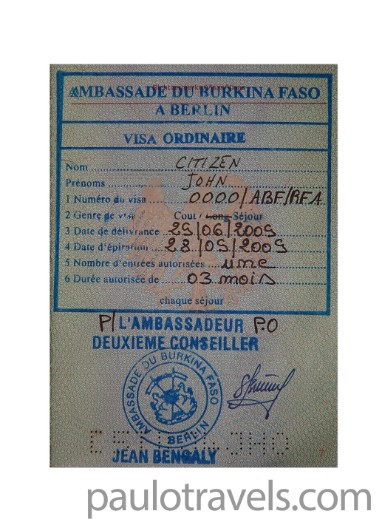 AMBASSADE DU BURKINA FASO
A BERLIN
VISA ORDINAIRE
Nom CITIZEN
Prénoms JOHN
1 Numéro du visa 0000/ABF/RFA
2 Genre de visa Court / Long Séjour
3 Date de délivrance 29/06/2009
4 Date d'expiration 28/09/2009
5 Nombre d'entrées autorisées une
6 Durée autorisée de 03 mois
chaque séjour
P/L'AMBASSADEUR P.O
DEUXIEME CONSEILLER
AMBASSADE DU BURKINA FASO
BERLIN
JEAN BENGALY
paulotravels.com